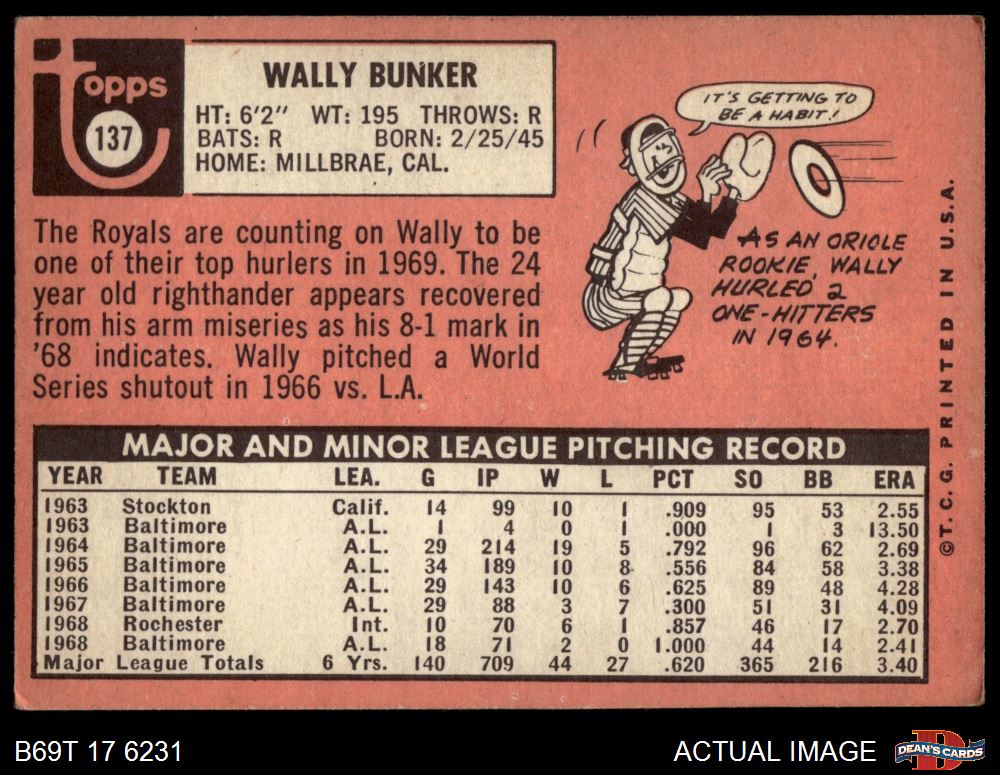 Topps
137
WALLY BUNKER
HT: 6'2" WT: 195 THROWS: R
BATS: R BORN: 2/25/45
HOME: MILLBRAE, CAL.
IT'S GETTING TO
BE A HABIT!
AS AN ORIOLE
ROOKIE, WALLY
HURLED 2
ONE-HITTERS
IN 1964.
The Royals are counting on Wally to be
one of their top hurlers in 1969. The 24
year old righthander appears recovered
from his arm miseries as his 8-1 mark in
'68 indicates. Wally pitched a World
Series shutout in 1966 vs. L.A.
©T.C.G. PRINTED IN U.S.A.
MAJOR AND MINOR LEAGUE PITCHING RECORD
YEAR TEAM LEA. G IP W L PCT SO BB ERA
1963 Stockton Calif. 14 99 10 1 .909 95 53 2.55
1963 Baltimore A.L. 1 4 0 1 .000 1 3 13.50
1964 Baltimore A.L. 29 214 19 5 .792 96 62 2.69
1965 Baltimore A.L. 34 189 10 8 .556 84 58 3.38
1966 Baltimore A.L. 29 143 10 6 .625 89 48 4.28
1967 Baltimore A.L. 29 88 3 7 .300 51 31 4.09
1968 Rochester Int. 10 70 6 1 .857 46 17 2.70
1968 Baltimore A.L. 18 71 2 0 1.000 44 14 2.41
Major League Totals 6 Yrs. 140 709 44 27 .620 365 216 3.40
B69T 17 6231
ACTUAL IMAGE
DEAN'S CARDS